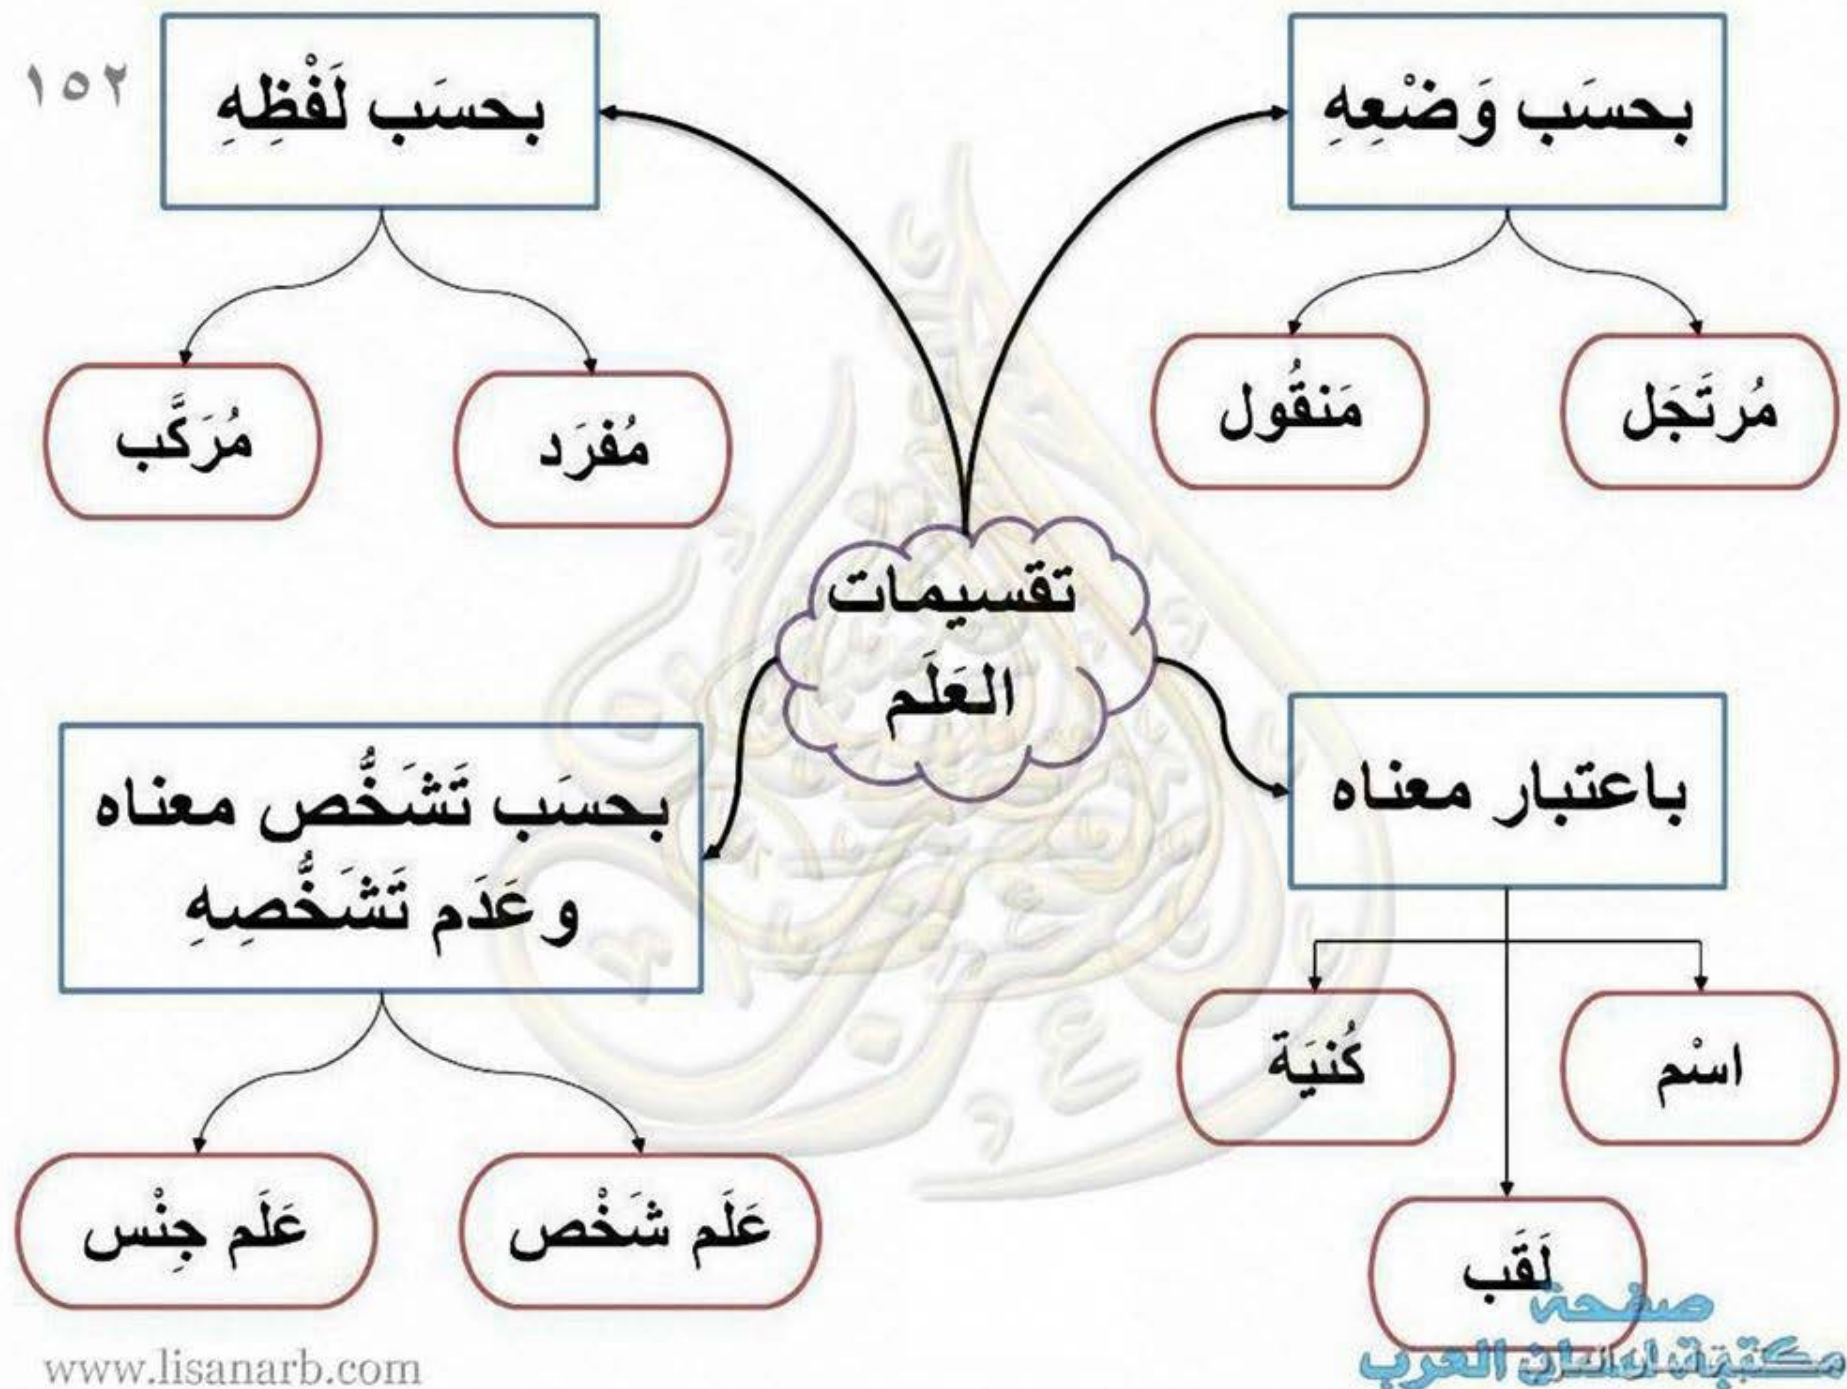 ١٥٢
بحسَب وَضْعِهِ
مُرتَجَل
مَنقُول
بحسَب لَفْظِهِ
مُفرَد
مُركَّب
تقسيمات
العَلَم
باعتبار معناه
اسْم
كُنيَة
لَقَب
بحسَب تَشَخُّص معناه
وعَدَم تَشَخُّصِهِ
عَلَم شَخْص
عَلَم جِنْس
www.lisanarb.com
صفحة
مكتبة لسان العرب